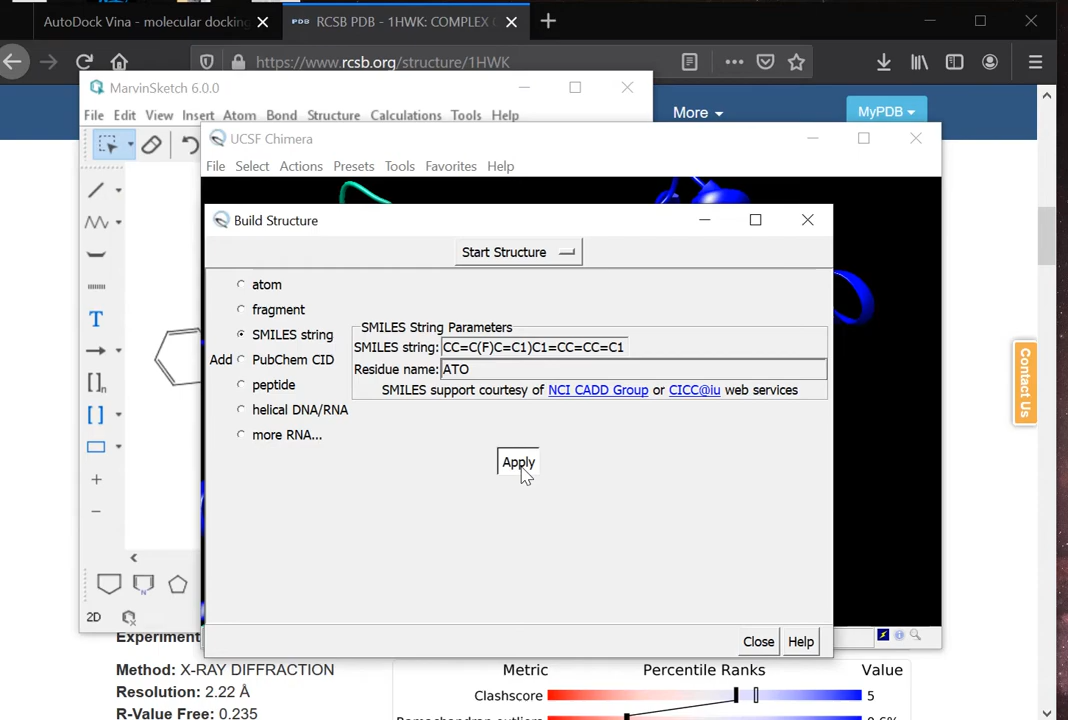 AutoDock Vina - molecular docking
PDB RCSB PDB - 1HWK: COMPLEX
https://www.rcsb.org/structure/1HWK
MarvinSketch 6.0.0
File Edit View Insert Atom Bond Structure Calculations Tools Help
More
MyPDB
UCSF Chimera
File Select Actions Presets Tools Favorites Help
Build Structure
Start Structure
atom
fragment
SMILES string
Add PubChem CID
peptide
helical DNA/RNA
more RNA...
SMILES String Parameters
SMILES string: CC=C(F)C=C1)C1=CC=CC=C1
Residue name: ATO
SMILES support courtesy of NCI CADD Group or CICC@iu web services
Apply
Close Help
Contact Us
T
[]n
[]
N
2D
Experiment
Method: X-RAY DIFFRACTION
Resolution: 2.22 Å
R-Value Free: 0.235
Metric Percentile Ranks Value
Clashscore 5